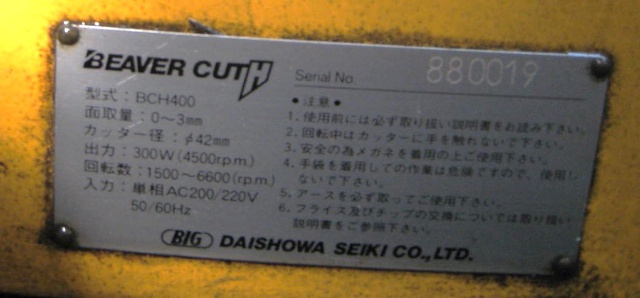 BEAVER CUT H
Serial No. 880019
型式：BCH400
面取量：0～3mm
カッター径：φ42mm
出力：300W(4500r.p.m.)
回転数：1500～6600(r.p.m.)
入力：単相AC200/220V
50/60Hz
●注意●
1. 使用前には必ず取り扱い説明書をお読み下さい。
2. 回転中はカッターに手を触れないで下さい。
3. 安全の為メガネを着用の上ご使用下さい。
4. 手袋を着用しての作業は危険ですので、使用し
ないで下さい。
5. アースを必ず取ってご使用下さい。
6. フライス及びチップの交換については取り扱い
説明書をご参照下さい。
BIG DAISHOWA SEIKI CO.,LTD.